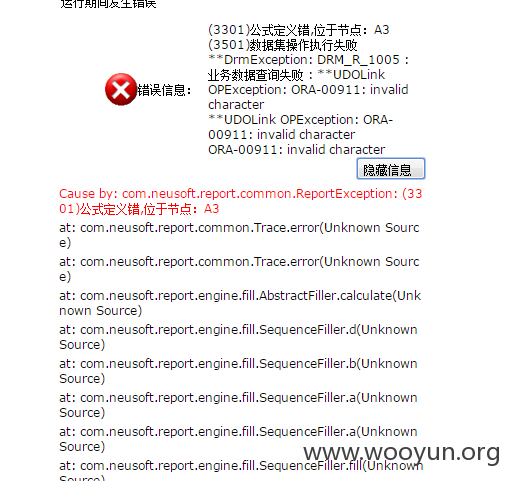 运行期间发生错误
(3301)公式定义错,位于节点：A3
(3501)数据集操作执行失败
**DrmException: DRM_R_1005：
业务数据查询失败：**UDOLink
错误信息：
OPException: ORA-00911: invalid
character
**UDOLink OPException: ORA-
00911: invalid character
ORA-00911: invalid character
隐藏信息
Cause by: com.neusoft.report.common.ReportException: (33
01)公式定义错,位于节点：A3
at: com.neusoft.report.common.Trace.error(Unknown Sourc
e)
at: com.neusoft.report.common.Trace.error(Unknown Sourc
e)
at: com.neusoft.report.engine.fill.AbstractFiller.calculate(Unk
nown Source)
at: com.neusoft.report.engine.fill.SequenceFiller.d(Unknown
Source)
at: com.neusoft.report.engine.fill.SequenceFiller.b(Unknown
Source)
at: com.neusoft.report.engine.fill.SequenceFiller.a(Unknown
Source)
at: com.neusoft.report.engine.fill.SequenceFiller.a(Unknown
Source)
at: com.neusoft.report.engine.fill.SequenceFiller.fill(Unknown
Source)
www.wooyun.org